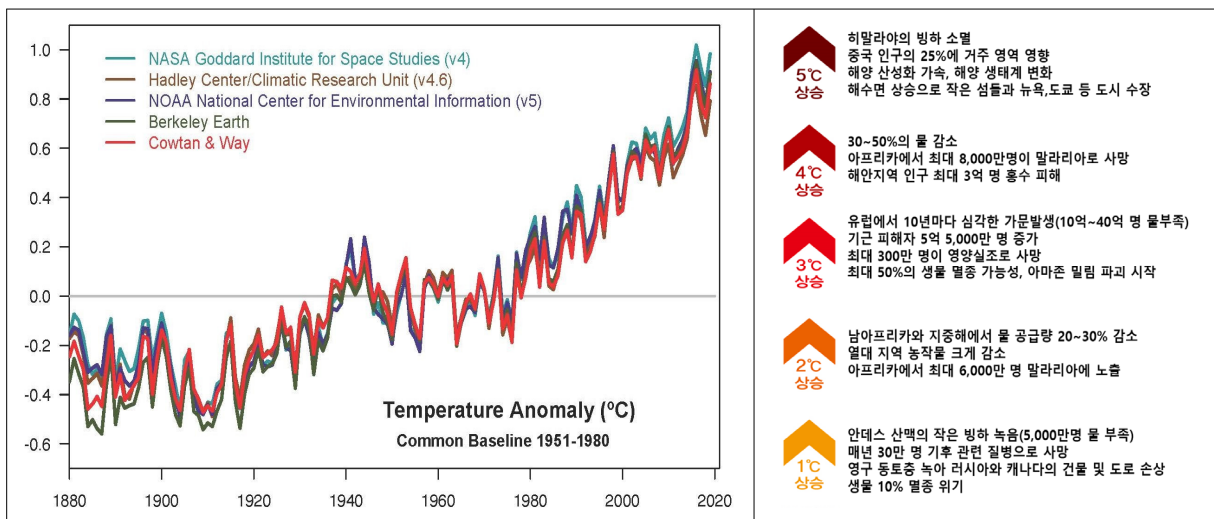 1.0
0.8
0.6
0.4
0.2
0.0
-0.2
-0.4
-0.6
NASA Goddard Institute for Space Studies (v4)
Hadley Center/Climatic Research Unit (v4.6)
NOAA National Center for Environmental Information (v5)
Berkeley Earth
Cowtan & Way
Temperature Anomaly (ºC)
Common Baseline 1951-1980
1880 1900 1920 1940 1960 1980 2000 2020
5℃
상승
히말라야의 빙하 소멸
중국 인구의 25%에 거주 영역 영향
해양 산성화 가속, 해양 생태계 변화
해수면 상승으로 작은 섬들과 뉴욕,도쿄 등 도시 수장
4℃
상승
30~50%의 물 감소
아프리카에서 최대 8,000만명이 말라리아로 사망
해안지역 인구 최대 3억 명 홍수 피해
3℃
상승
유럽에서 10년마다 심각한 가문발생(10억~40억 명 물부족)
기근 피해자 5억 5,000만 명 증가
최대 300만 명이 영양실조로 사망
최대 50%의 생물 멸종 가능성, 아마존 밀림 파괴 시작
2℃
상승
남아프리카와 지중해에서 물 공급량 20~30% 감소
열대 지역 농작물 크게 감소
아프리카에서 최대 6,000만 명 말라리아에 노출
1℃
상승
안데스 산맥의 작은 빙하 녹음(5,000만명 물 부족)
매년 30만 명 기후 관련 질병으로 사망
영구 동토층 녹아 러시아와 캐나다의 건물 및 도로 손상
생물 10% 멸종 위기